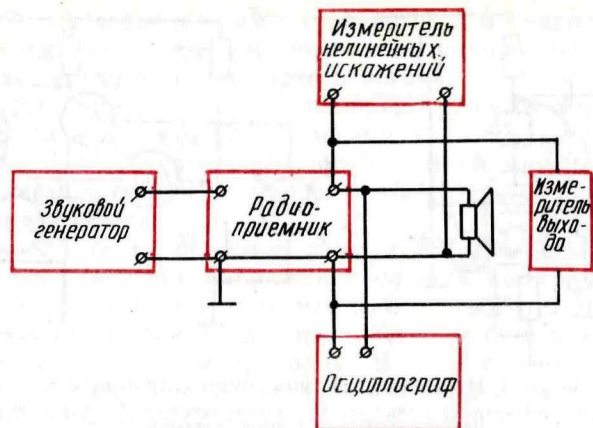 Измеритель
нелинейных
искажений
Звуковой
генератор
Радио-
приемник
Изме-
ритель
выхо-
да
Осциллограф